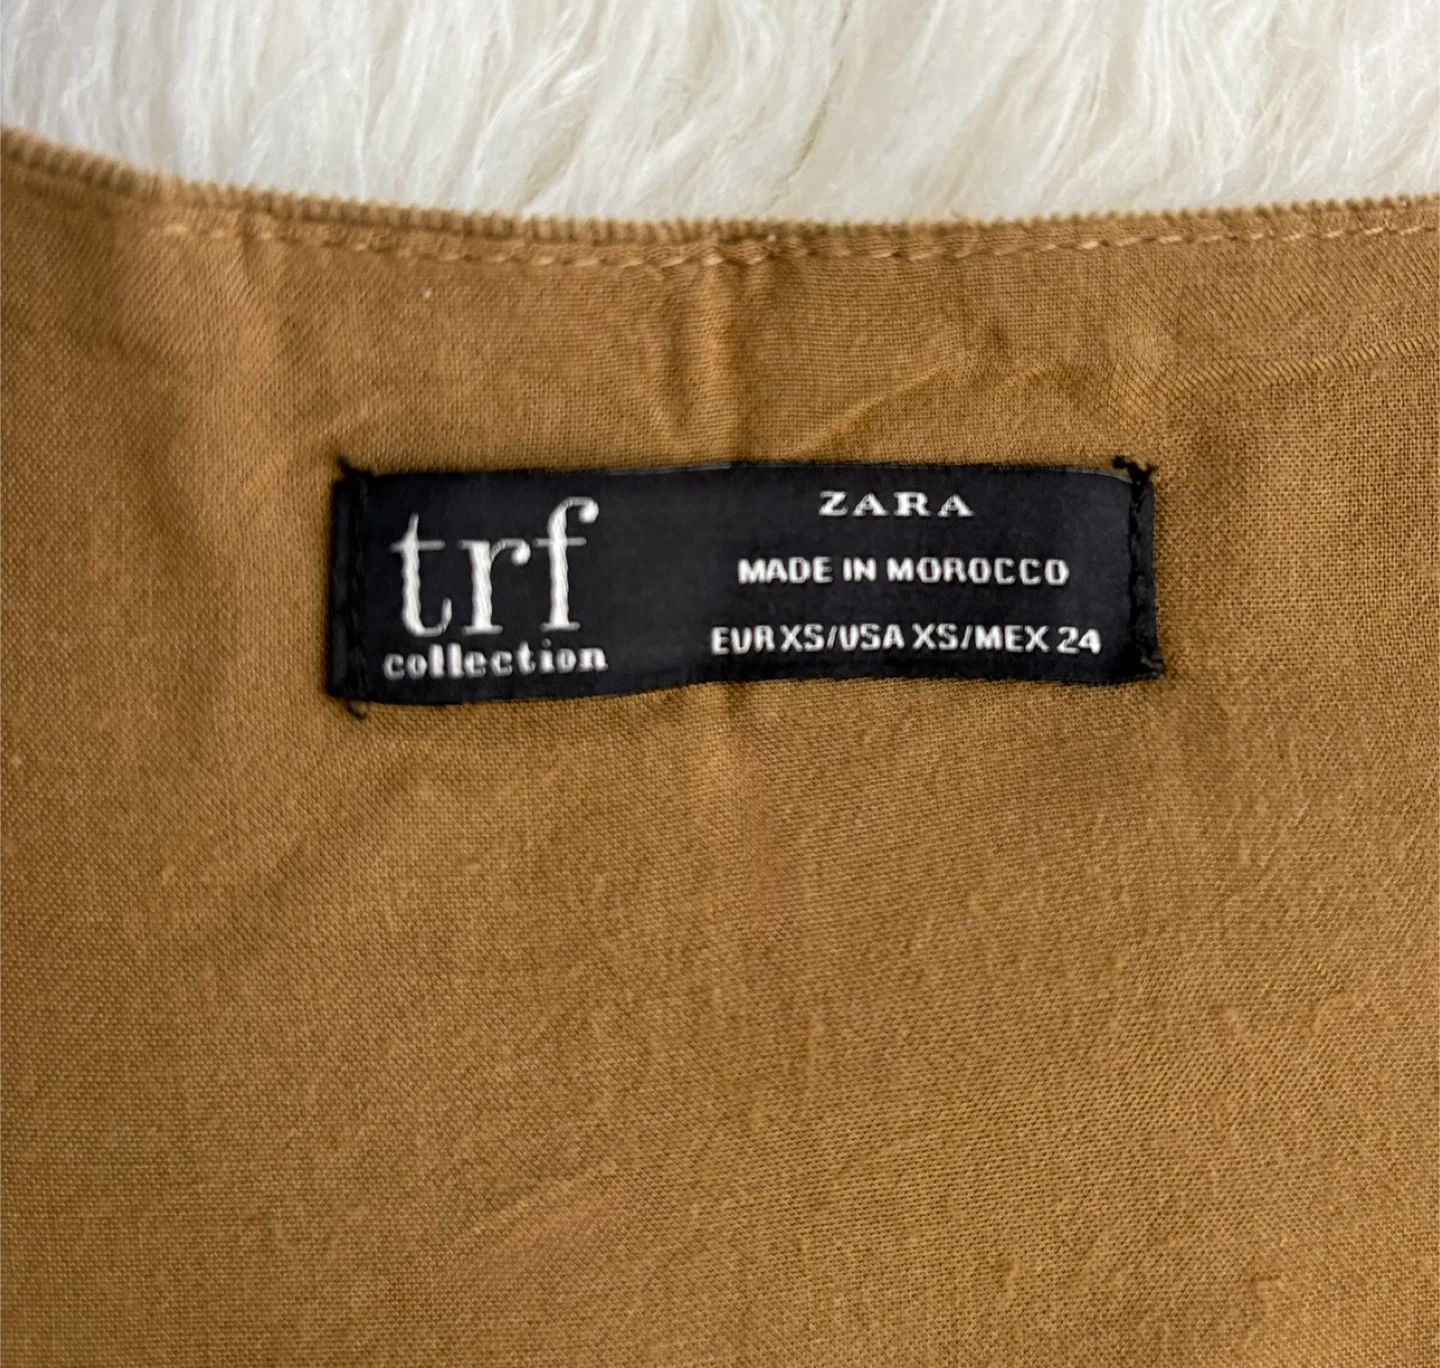 trf
collection
ZARA
MADE IN MOROCCO
EUR XS/USA XS/MEX 24